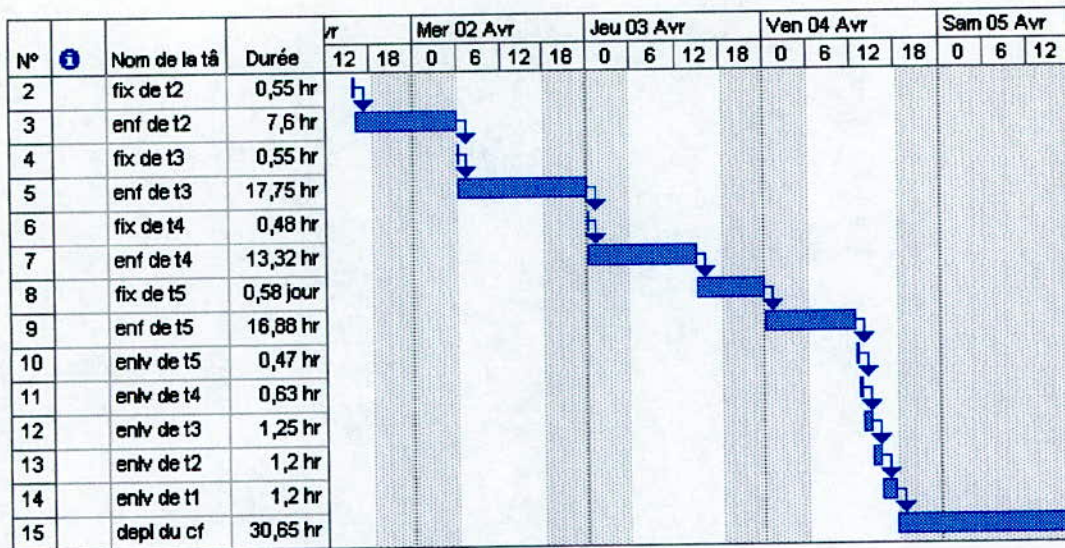 vr Mer 02 Avr Jeu 03 Avr Ven 04 Avr Sam 05 Avr
Nº Nom de la tâ Durée 12 18 0 6 12 18 0 6 12 18 0 6 12 18 0 6 12
2 fix de t2 0,55 hr
3 enf de t2 7,6 hr
4 fix de t3 0,55 hr
5 enf de t3 17,75 hr
6 fix de t4 0,48 hr
7 enf de t4 13,32 hr
8 fix de t5 0,58 jour
9 enf de t5 16,88 hr
10 enlv de t5 0,47 hr
11 enlv de t4 0,63 hr
12 enlv de t3 1,25 hr
13 enlv de t2 1,2 hr
14 enlv de t1 1,2 hr
15 depl du cf 30,65 hr